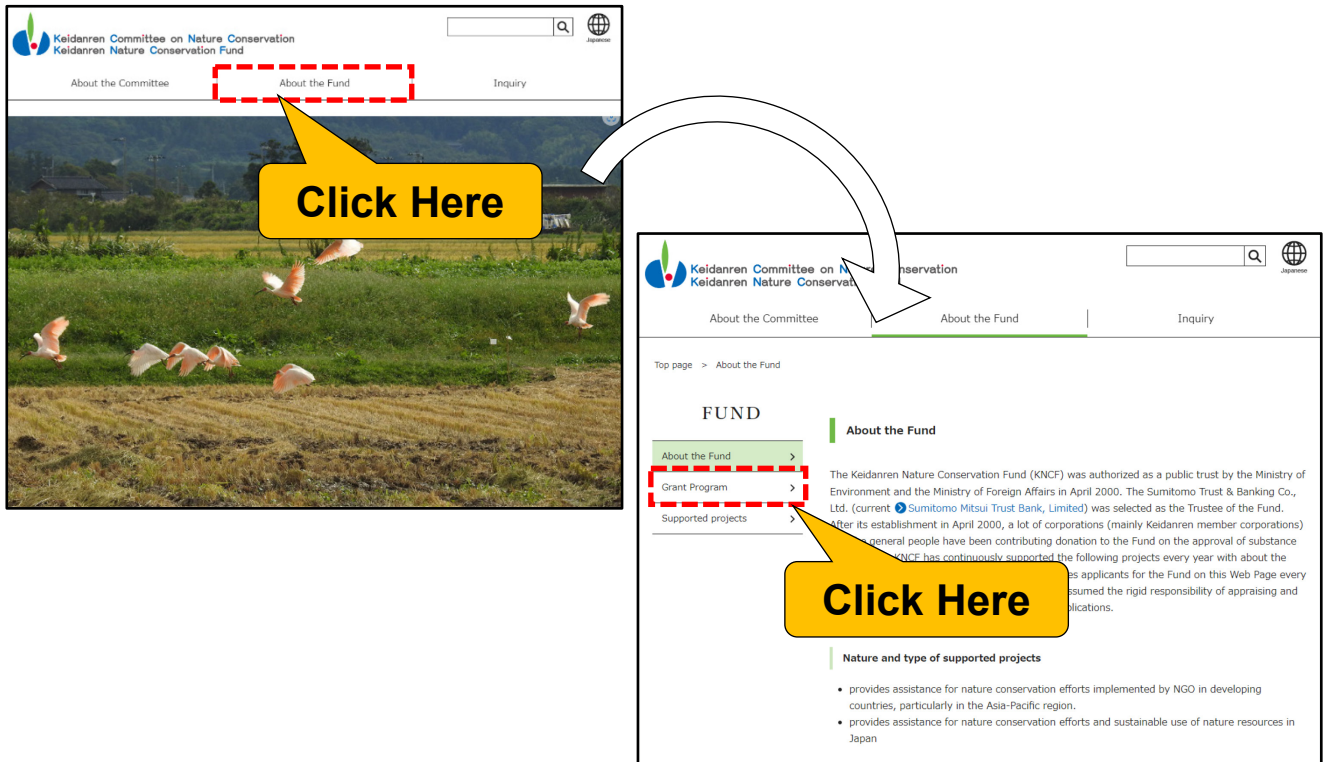 Keidanren Committee on Nature Conservation
Keidanren Nature Conservation Fund
Japanese
About the Committee
About the Fund
Inquiry
Click Here
Keidanren Committee on Conservation
Keidanren Nature
Japanese
About the Committee
About the Fund
Inquiry
Top page > About the Fund
FUND
About the Fund >
Grant Program >
Supported projects >
About the Fund
The Keidanren Nature Conservation Fund (KNCF) was authorized as a public trust by the Ministry of
Environment and the Ministry of Foreign Affairs in April 2000. The Sumitomo Trust & Banking Co.,
Ltd. (current Sumitomo Mitsui Trust Bank, Limited) was selected as the Trustee of the Fund.
After its establishment in April 2000, a lot of corporations (mainly Keidanren member corporations)
general people have been contributing donation to the Fund on the approval of substance
KNCF has continuously supported the following projects every year with about the
applicants for the Fund on this Web Page every
the rigid responsibility of appraising and
Click Here
Nature and type of supported projects
• provides assistance for nature conservation efforts implemented by NGO in developing
countries, particularly in the Asia-Pacific region.
• provides assistance for nature conservation efforts and sustainable use of nature resources in
Japan